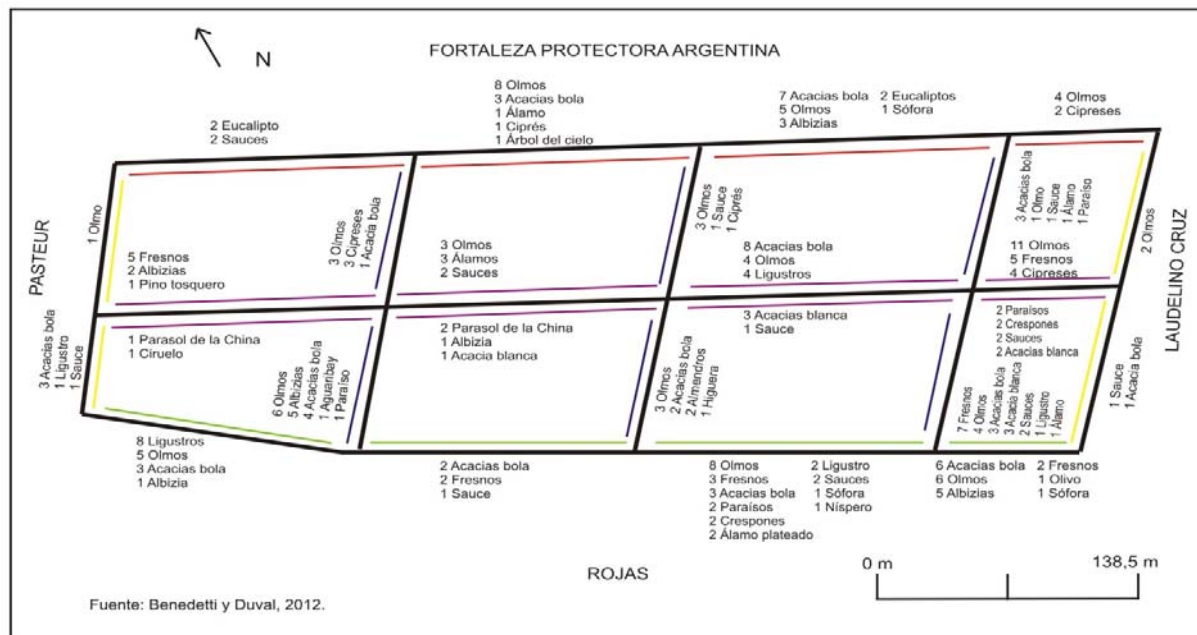 N
FORTALEZA PROTECTORA ARGENTINA
2 Eucalipto
2 Sauces
8 Olmos
3 Acacias bola
1 Álamo
1 Ciprés
1 Árbol del cielo
7 Acacias bola
5 Olmos
3 Albizias
2 Eucaliptos
1 Sófora
4 Olmos
2 Cipreses
PASTEUR
1 Olmo
5 Fresnos
2 Albizias
1 Pino tosquero
3 Olmos
3 Cipreses
1 Acacia bola
3 Olmos
3 Álamos
2 Sauces
3 Olmos
1 Sauce
1 Ciprés
8 Acacias bola
4 Olmos
4 Ligustros
3 Acacias bola
1 Olmo
1 Sauce
1 Álamo
1 Paraíso
11 Olmos
5 Fresnos
4 Cipreses
2 Olmos
LAUDELINO CRUZ
3 Acacias bola
1 Ligustro
1 Sauce
1 Parasol de la China
1 Ciruelo
6 Olmos
5 Albizias
4 Acacias bola
1 Aguaribay
1 Paraíso
2 Parasol de la China
1 Albizia
1 Acacia blanca
3 Olmos
2 Acacias bola
2 Almendros
1 Higuera
3 Acacias blanca
1 Sauce
2 Paraísos
2 Crespones
2 Sauces
2 Acacias blanca
7 Fresnos
4 Olmos
3 Acacias bola
3 Acacia blanca
2 Sauces
1 Ligustro
1 Álamo
1 Sauce
1 Acacia bola
8 Ligustros
5 Olmos
3 Acacias bola
1 Albizia
2 Acacias bola
2 Fresnos
1 Sauce
8 Olmos
3 Fresnos
3 Acacias bola
2 Paraísos
2 Crespones
2 Álamo plateado
2 Ligustro
2 Sauces
1 Sófora
1 Níspero
6 Acacias bola
6 Olmos
5 Albizias
2 Fresnos
1 Olivo
1 Sófora
ROJAS
0 m
138,5 m
Fuente: Benedetti y Duval, 2012.